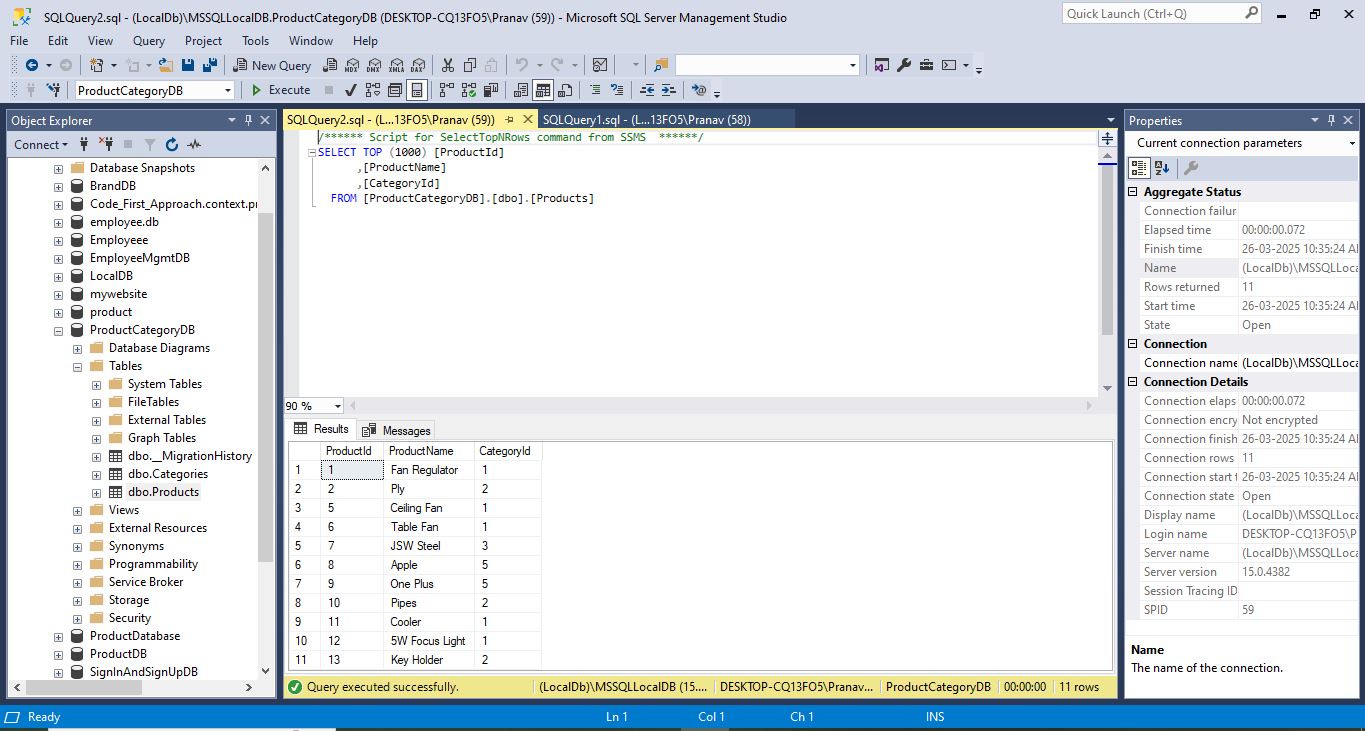 SQLQuery2.sql - (LocalDb)\MSSQLLocalDB.ProductCategoryDB (DESKTOP-CQ13FO5\Pranav (59)) - Microsoft SQL Server Management Studio
Quick Launch (Ctrl+Q)
File Edit View Query Project Tools Window Help
New Query
MDX DMX XMLA DAX
ProductCategoryDB
Execute
Object Explorer
Connect
Database Snapshots
BrandDB
Code_First_Approach.context.pr
employee.db
Employeee
EmployeeMgmtDB
LocalDB
mywebsite
product
ProductCategoryDB
Database Diagrams
Tables
System Tables
FileTables
External Tables
Graph Tables
dbo.__MigrationHistory
dbo.Categories
dbo.Products
Views
External Resources
Synonyms
Programmability
Service Broker
Storage
Security
ProductDatabase
ProductDB
SignInAndSignUpDB
SQLQuery2.sql - (L...13FO5\Pranav (59))
SQLQuery1.sql - (L...13FO5\Pranav (58))
/****** Script for SelectTopNRows command from SSMS ******/
SELECT TOP (1000) [ProductId]
,[ProductName]
,[CategoryId]
FROM [ProductCategoryDB].[dbo].[Products]
90 %
Results Messages
ProductId ProductName CategoryId
1 1 Fan Regulator 1
2 2 Ply 2
3 5 Ceiling Fan 1
4 6 Table Fan 1
5 7 JSW Steel 3
6 8 Apple 5
7 9 One Plus 5
8 10 Pipes 2
9 11 Cooler 1
10 12 5W Focus Light 1
11 13 Key Holder 2
Query executed successfully.
(LocalDb)\MSSQLLocalDB (15.... DESKTOP-CQ13FO5\Pranav... ProductCategoryDB 00:00:00 11 rows
Properties
Current connection parameters
Aggregate Status
Connection failur
Elapsed time 00:00:00.072
Finish time 26-03-2025 10:35:24 A
Name (LocalDb)\MSSQLLoca
Rows returned 11
Start time 26-03-2025 10:35:24 A
State Open
Connection
Connection name (LocalDb)\MSSQLLoca
Connection Details
Connection elaps 00:00:00.072
Connection encry Not encrypted
Connection finish 26-03-2025 10:35:24 A
Connection rows 11
Connection start t 26-03-2025 10:35:24 A
Connection state Open
Display name (LocalDb)\MSSQLLoca
Login name DESKTOP-CQ13FO5\P
Server name (LocalDb)\MSSQLLoca
Server version 15.0.4382
Session Tracing ID
SPID 59
Name
The name of the connection.
Ready Ln 1 Col 1 Ch 1 INS